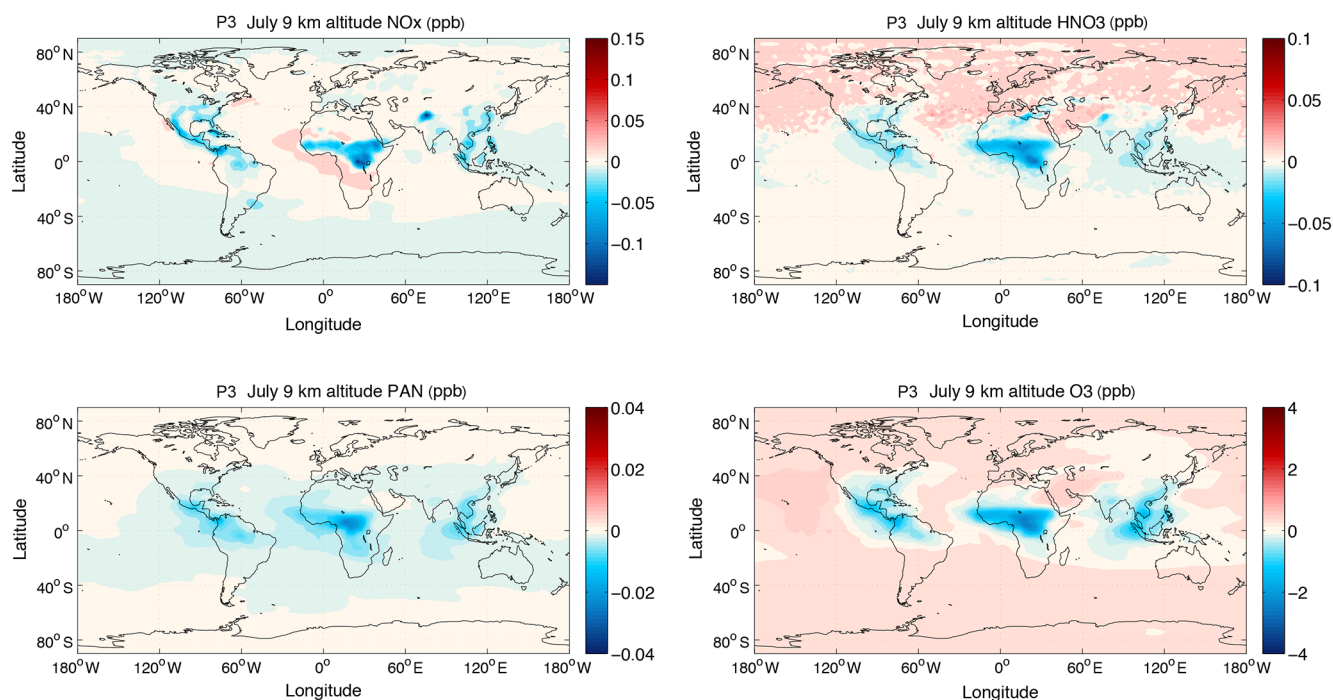 P3 July 9 km altitude NOx (ppb)
80°N
40°N
0°
40°S
80°S
Latitude
180°W 120°W 60°W 0° 60°E 120°E 180°W
Longitude
0.15
0.1
0.05
0
−0.05
−0.1
P3 July 9 km altitude HNO3 (ppb)
80°N
40°N
0°
40°S
80°S
Latitude
180°W 120°W 60°W 0° 60°E 120°E 180°W
Longitude
0.1
0.05
0
−0.05
−0.1
P3 July 9 km altitude PAN (ppb)
80°N
40°N
0°
40°S
80°S
Latitude
180°W 120°W 60°W 0° 60°E 120°E 180°W
Longitude
0.04
0.02
0
−0.02
−0.04
P3 July 9 km altitude O3 (ppb)
80°N
40°N
0°
40°S
80°S
Latitude
180°W 120°W 60°W 0° 60°E 120°E 180°W
Longitude
4
2
0
−2
−4